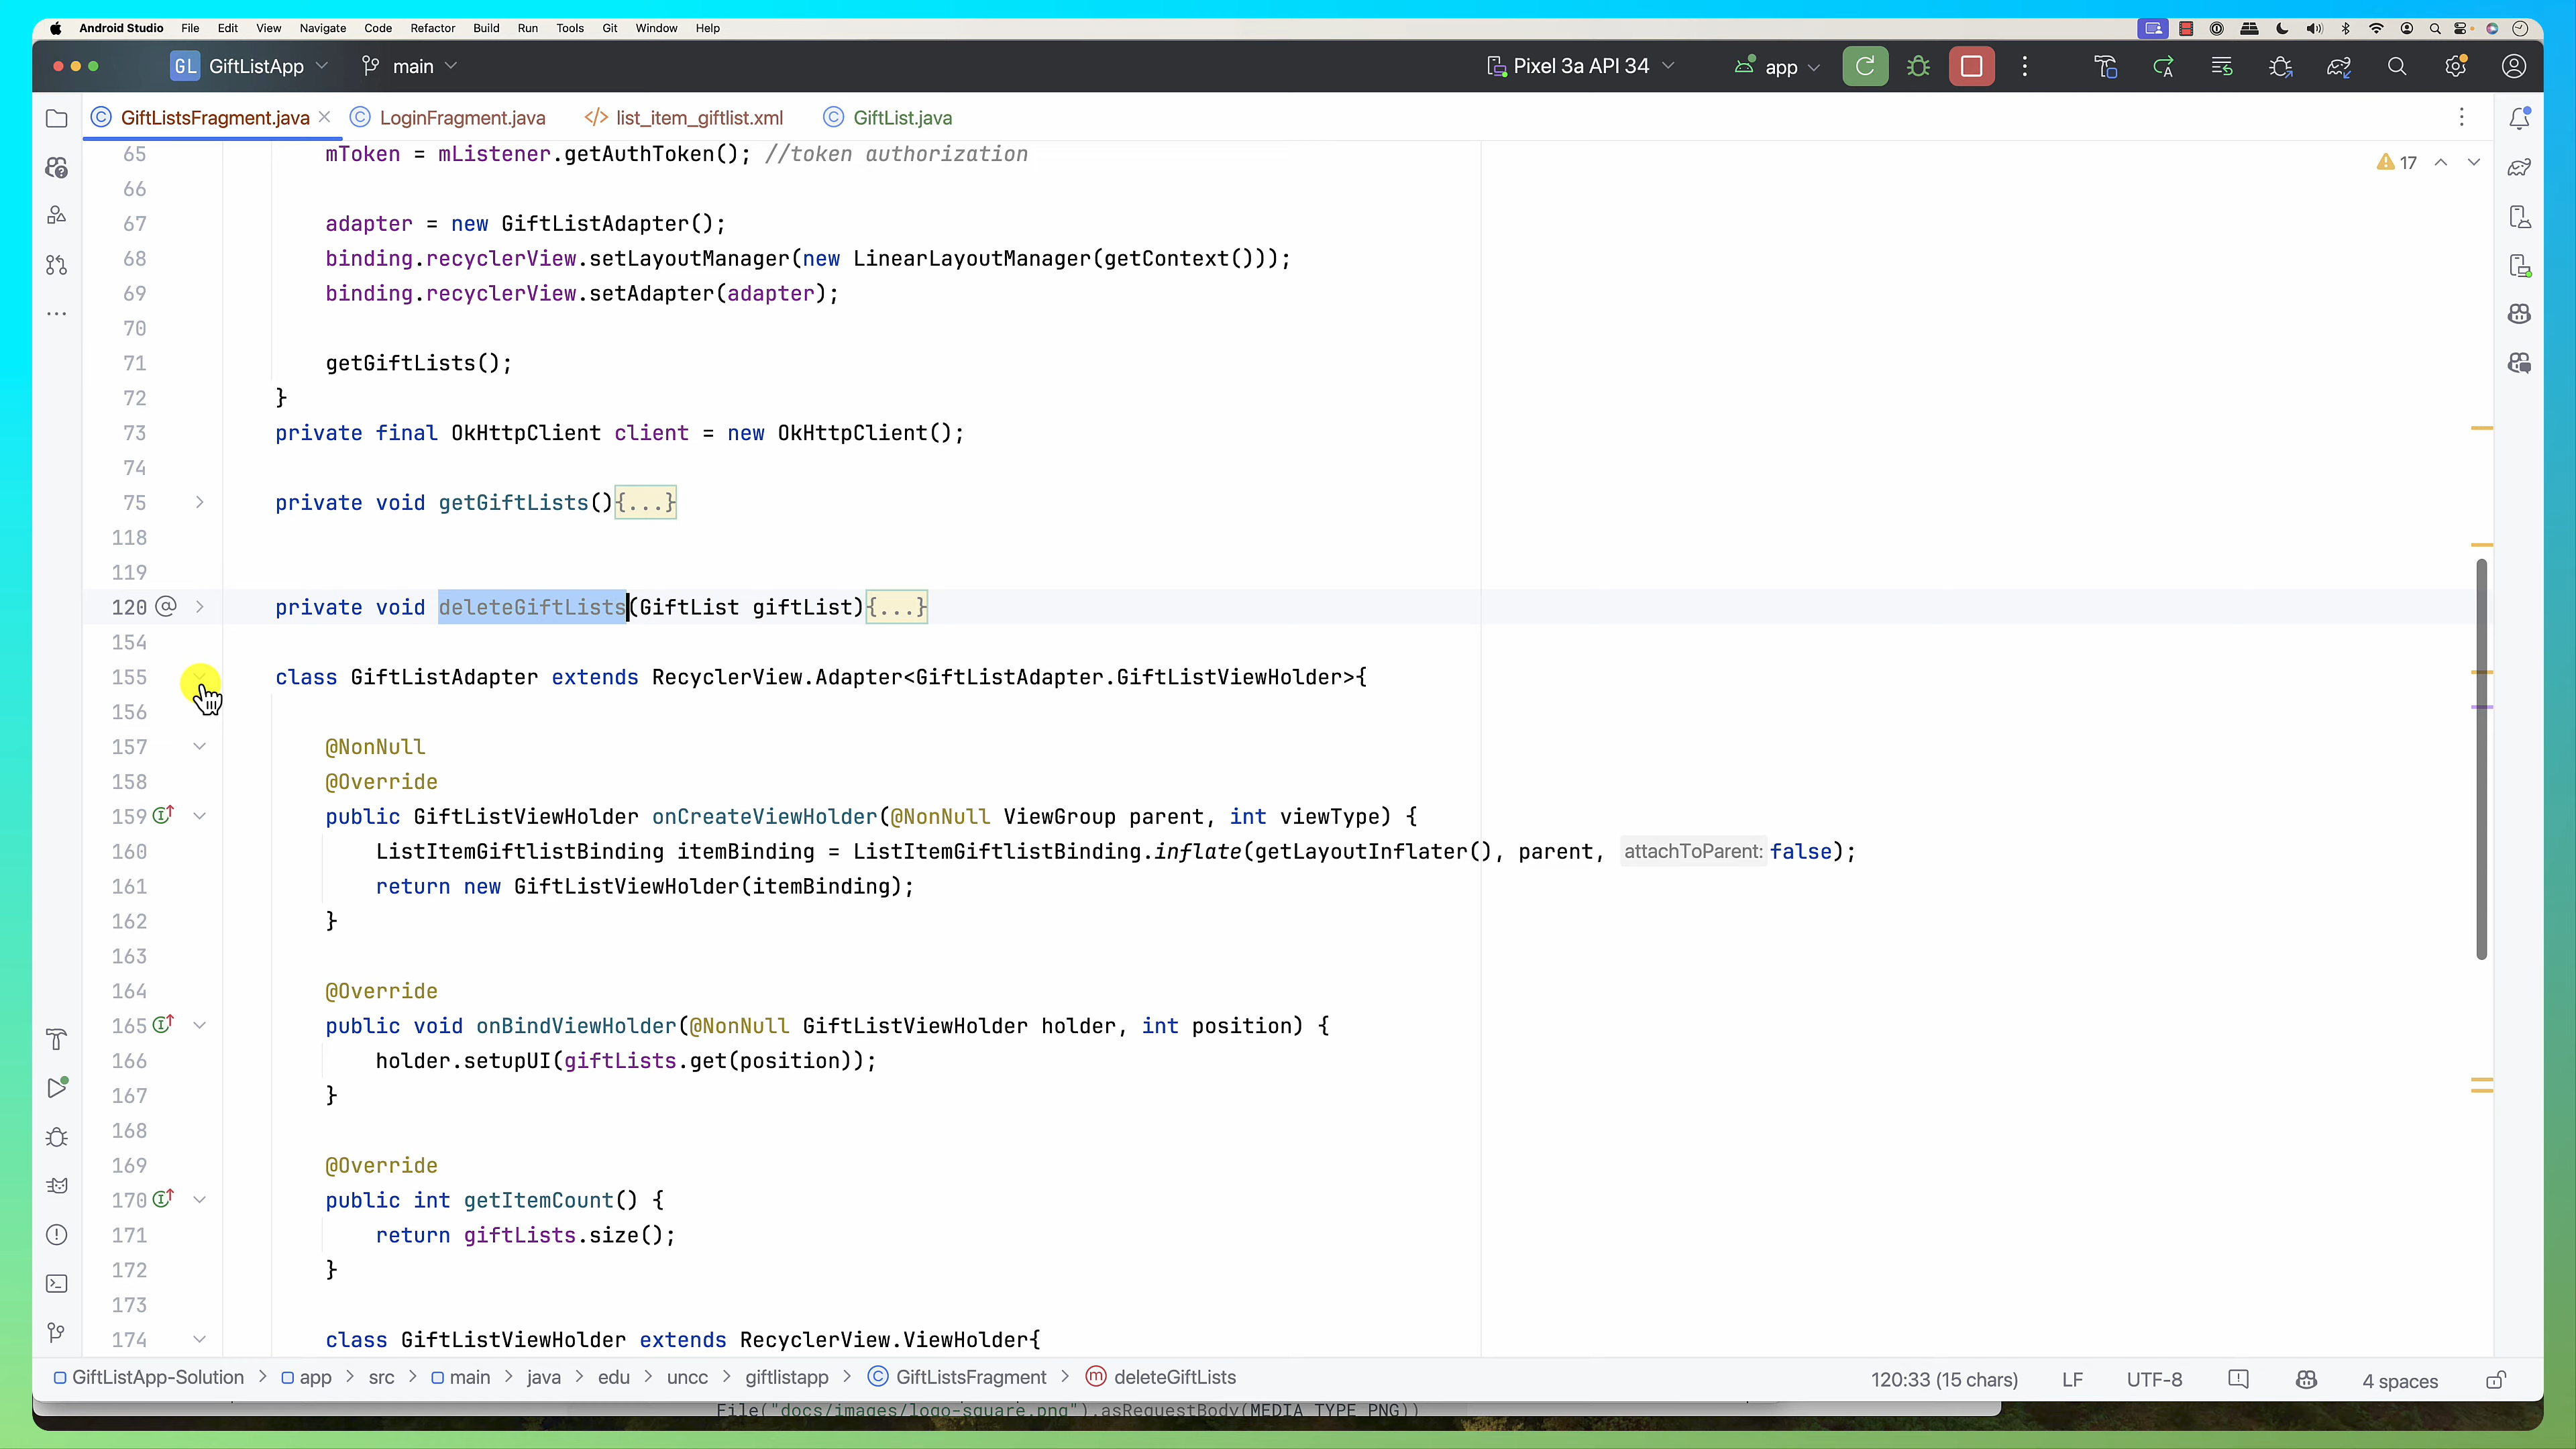 Android Studio File Edit View Navigate Code Refactor Build Run Tools Git Window Help
GL GiftListApp main Pixel 3a API 34 app
GiftListsFragment.java LoginFragment.java list_item_giftlist.xml GiftList.java
65 mToken = mListener.getAuthToken(); //token authorization
17
66
67 adapter = new GiftListAdapter();
68 binding.recyclerView.setLayoutManager(new LinearLayoutManager(getContext()));
69 binding.recyclerView.setAdapter(adapter);
70
71 getGiftLists();
72 }
73 private final OkHttpClient client = new OkHttpClient();
74
75 private void getGiftLists(){...}
118
119
120 @ private void deleteGiftLists(GiftList giftList){...}
154
155 class GiftListAdapter extends RecyclerView.Adapter<GiftListAdapter.GiftListViewHolder>{
156
157 @NonNull
158 @Override
159 public GiftListViewHolder onCreateViewHolder(@NonNull ViewGroup parent, int viewType) {
160 ListItemGiftlistBinding itemBinding = ListItemGiftlistBinding.inflate(getLayoutInflater(), parent, attachToParent: false);
161 return new GiftListViewHolder(itemBinding);
162 }
163
164 @Override
165 public void onBindViewHolder(@NonNull GiftListViewHolder holder, int position) {
166 holder.setupUI(giftLists.get(position));
167 }
168
169 @Override
170 public int getItemCount() {
171 return giftLists.size();
172 }
173
174 class GiftListViewHolder extends RecyclerView.ViewHolder{
GiftListApp-Solution > app > src > main > java > edu > uncc > giftlistapp > GiftListsFragment > deleteGiftLists 120:33 (15 chars) LF UTF-8 4 spaces
File("docs/images/logo-square.png").asRequestBody(MEDIA_TYPE_PNG))